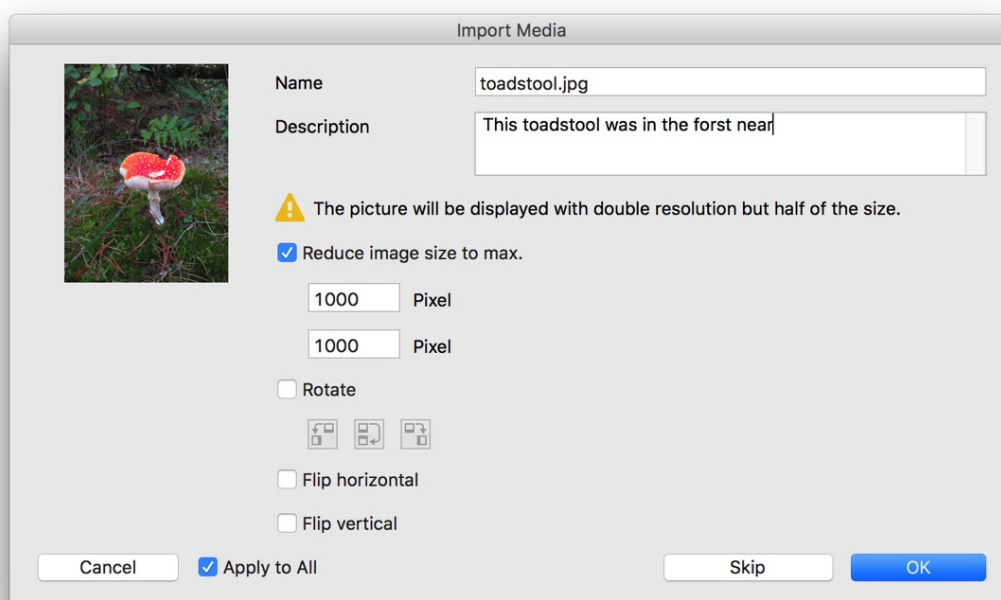 Import Media
Name
toadstool.jpg
Description
This toadstool was in the forst near
The picture will be displayed with double resolution but half of the size.
Reduce image size to max.
1000 Pixel
1000 Pixel
Rotate
Flip horizontal
Flip vertical
Cancel Apply to All Skip OK